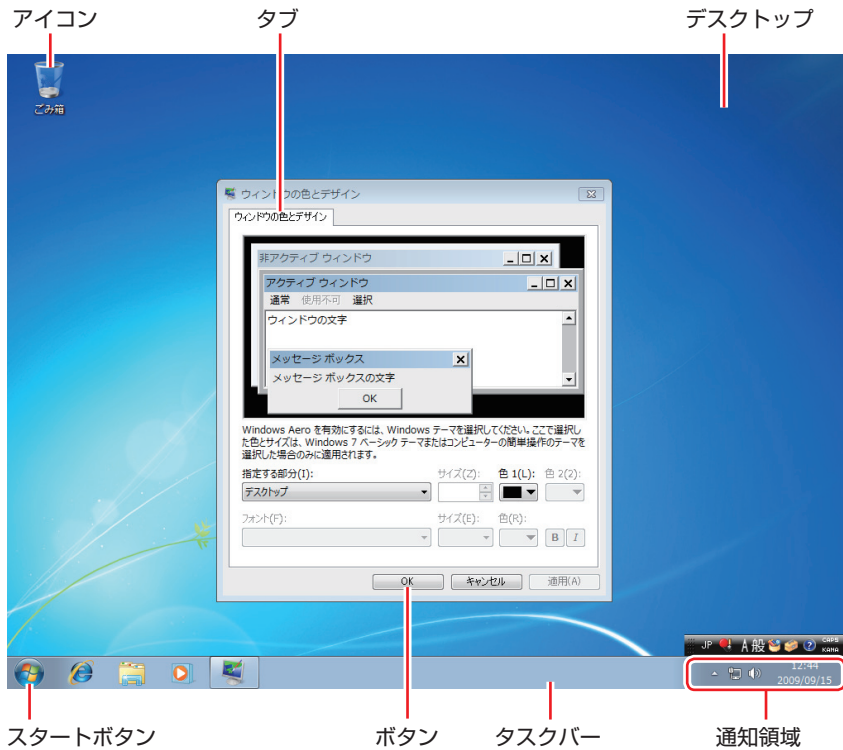 アイコン
タブ
デスクトップ
ごみ箱
ウィンドウの色とデザイン
ウィンドウの色とデザイン
非アクティブ ウィンドウ
アクティブ ウィンドウ
通常 使用不可 選択
ウィンドウの文字
メッセージ ボックス
メッセージ ボックスの文字
OK
Windows Aero を有効にするには、Windows テーマを選択してください。ここで選択し
た色とサイズは、Windows 7 ベーシック テーマまたはコンピューターの簡単操作のテーマを
選択した場合のみに適用されます。
指定する部分(I): サイズ(Z): 色 1(L): 色 2(2):
デスクトップ
フォント(F): サイズ(E): 色(R):
B I
OK キャンセル 適用(A)
JP A 般 ? CAPS
KANA
12:44
2009/09/15
スタートボタン
ボタン
タスクバー
通知領域